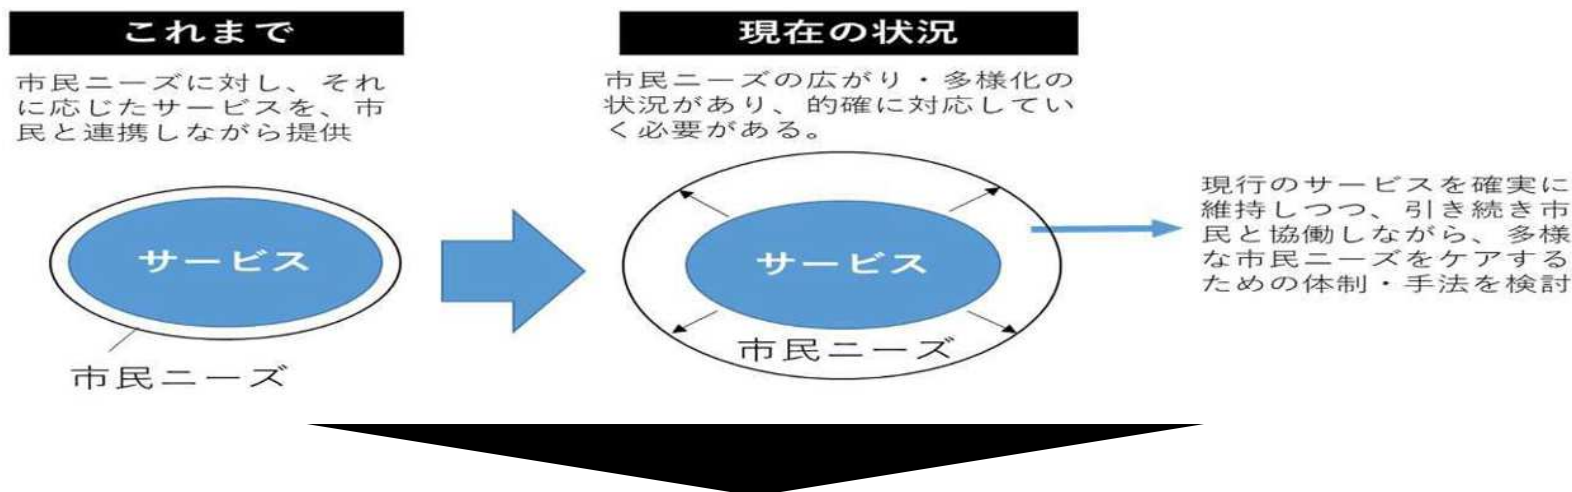 これまで
市民ニーズに対し、それ
に応じたサービスを、市
民と連携しながら提供
サービス
市民ニーズ
現在の状況
市民ニーズの広がり・多様化の
状況があり、的確に対応してい
く必要がある。
サービス
市民ニーズ
現行のサービスを確実に
維持しつつ、引き続き市
民と協働しながら、多様
な市民ニーズをケアする
ための体制・手法を検討